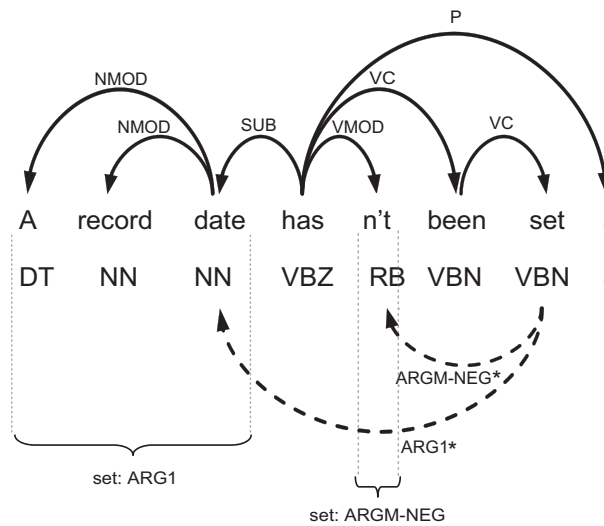 P
NMOD VC
NMOD SUB VMOD VC
A record date has n't been set .
DT NN NN VBZ RB VBN VBN .
ARGM-NEG*
ARG1*
set: ARG1
set: ARGM-NEG